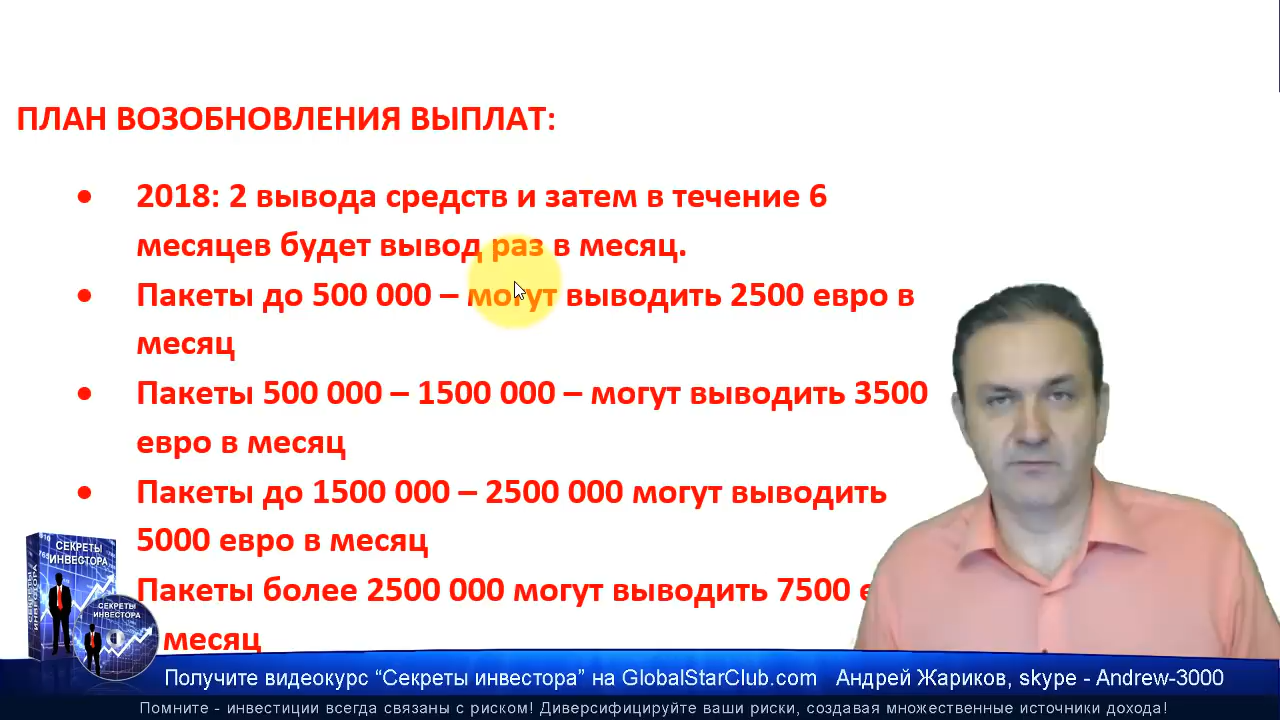 ПЛАН ВОЗОБНОВЛЕНИЯ ВЫПЛАТ:
• 2018: 2 вывода средств и затем в течение 6
месяцев будет вывод раз в месяц.
• Пакеты до 500 000 – могут выводить 2500 евро в
месяц
• Пакеты 500 000 – 1500 000 – могут выводить 3500
евро в месяц
• Пакеты до 1500 000 – 2500 000 могут выводить
5000 евро в месяц
Пакеты более 2500 000 могут выводить 7500
месяц
СЕКРЕТЫ
ИНВЕСТОРА
СЕКРЕТЫ
ИНВЕСТОРА
Получите видеокурс “Секреты инвестора” на GlobalStarClub.com Андрей Жариков, skype - Andrew-3000
Помните - инвестиции всегда связаны с риском! Диверсифицируйте ваши риски, создавая множественные источники дохода!